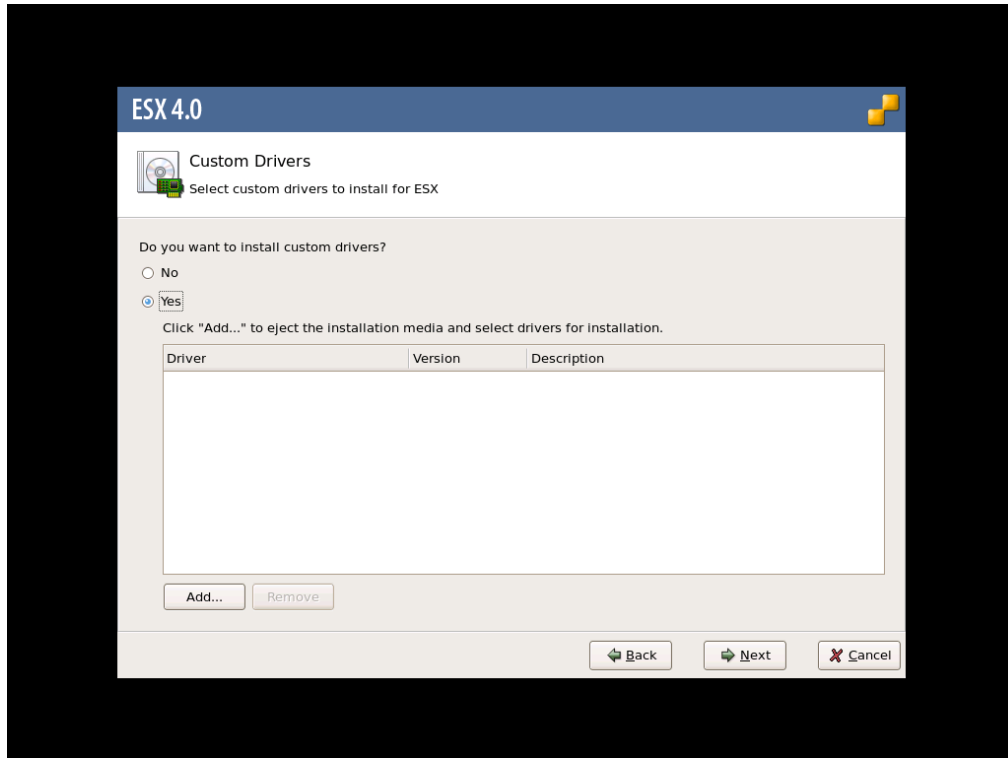 ESX 4.0
Custom Drivers
Select custom drivers to install for ESX
Do you want to install custom drivers?
No
Yes
Click "Add..." to eject the installation media and select drivers for installation.
Driver Version Description
Add... Remove
Back Next Cancel